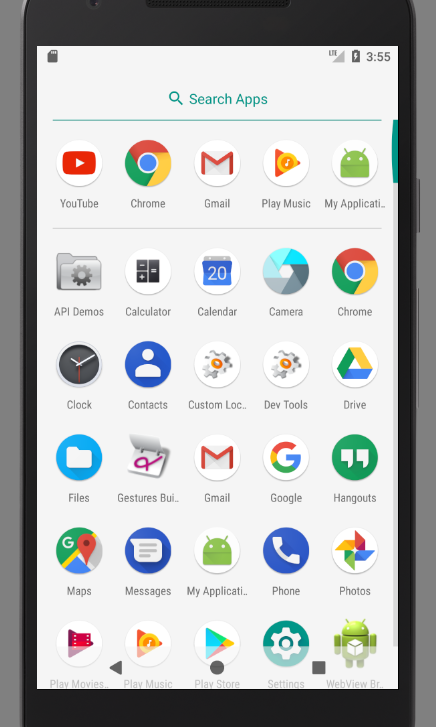 LTE 3:55
Search Apps
YouTube Chrome Gmail Play Music My Applicati..
API Demos Calculator 20 Calendar Camera Chrome
Clock Contacts Custom Loc.. Dev Tools Drive
Files Gestures Bui.. Gmail G Google Hangouts
G Maps Messages My Applicati.. Phone Photos
Play Movies.. Play Music Play Store Settings WebView Br..